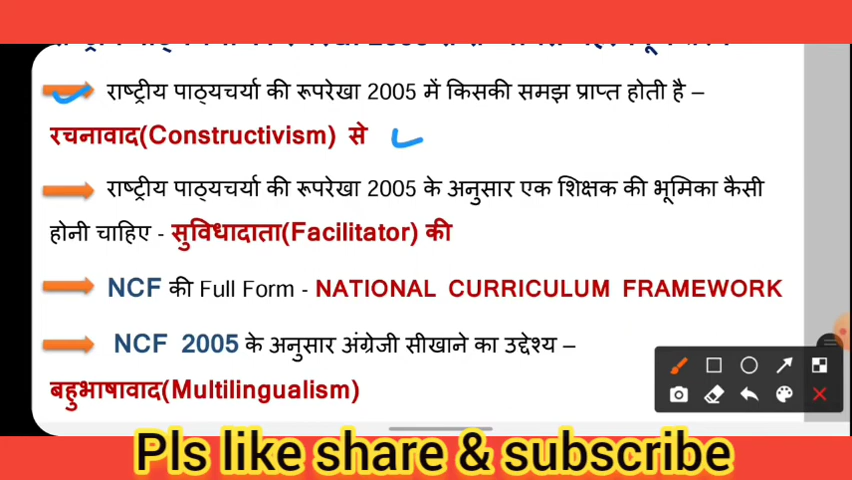 राष्ट्रीय पाठ्यचर्या की रूपरेखा 2005 में किसकी समझ प्राप्त होती है –
रचनावाद(Constructivism) से
राष्ट्रीय पाठ्यचर्या की रूपरेखा 2005 के अनुसार एक शिक्षक की भूमिका कैसी
होनी चाहिए - सुविधादाता(Facilitator) की
NCF की Full Form - NATIONAL CURRICULUM FRAMEWORK
NCF 2005 के अनुसार अंग्रेजी सीखाने का उद्देश्य –
बहुभाषावाद(Multilingualism)
Pls like share & subscribe